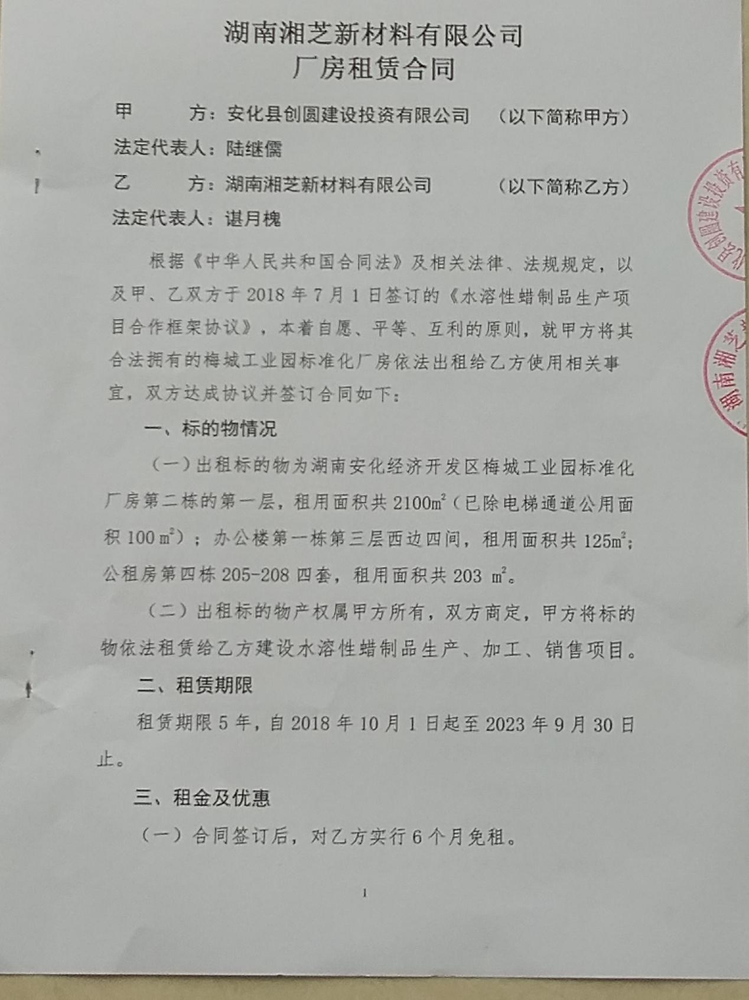 湖南湘芝新材料有限公司
厂房租赁合同
甲　　　方：安化县创圆建设投资有限公司　（以下简称甲方）
法定代表人：陆继儒
乙　　　方：湖南湘芝新材料有限公司　　　（以下简称乙方）
法定代表人：谌月槐
根据《中华人民共和国合同法》及相关法律、法规规定，以
及甲、乙双方于 2018 年 7 月 1 日签订的《水溶性蜡制品生产项
目合作框架协议》，本着自愿、平等、互利的原则，就甲方将其
合法拥有的梅城工业园标准化厂房依法出租给乙方使用相关事
宜，双方达成协议并签订合同如下：
一、标的物情况
（一）出租标的物为湖南安化经济开发区梅城工业园标准化
厂房第二栋的第一层，租用面积共 2100m²（已除电梯通道公用面
积 100 m²）；办公楼第一栋第三层西边四间，租用面积共 125m²；
公租房第四栋 205-208 四套，租用面积共 203 m²。
（二）出租标的物产权属甲方所有，双方商定，甲方将标的
物依法租赁给乙方建设水溶性蜡制品生产、加工、销售项目。
二、租赁期限
租赁期限 5 年，自 2018 年 10 月 1 日起至 2023 年 9 月 30 日
止。
三、租金及优惠
（一）合同签订后，对乙方实行 6 个月免租。
1
化县创圆建设投资有
湖南湘芝